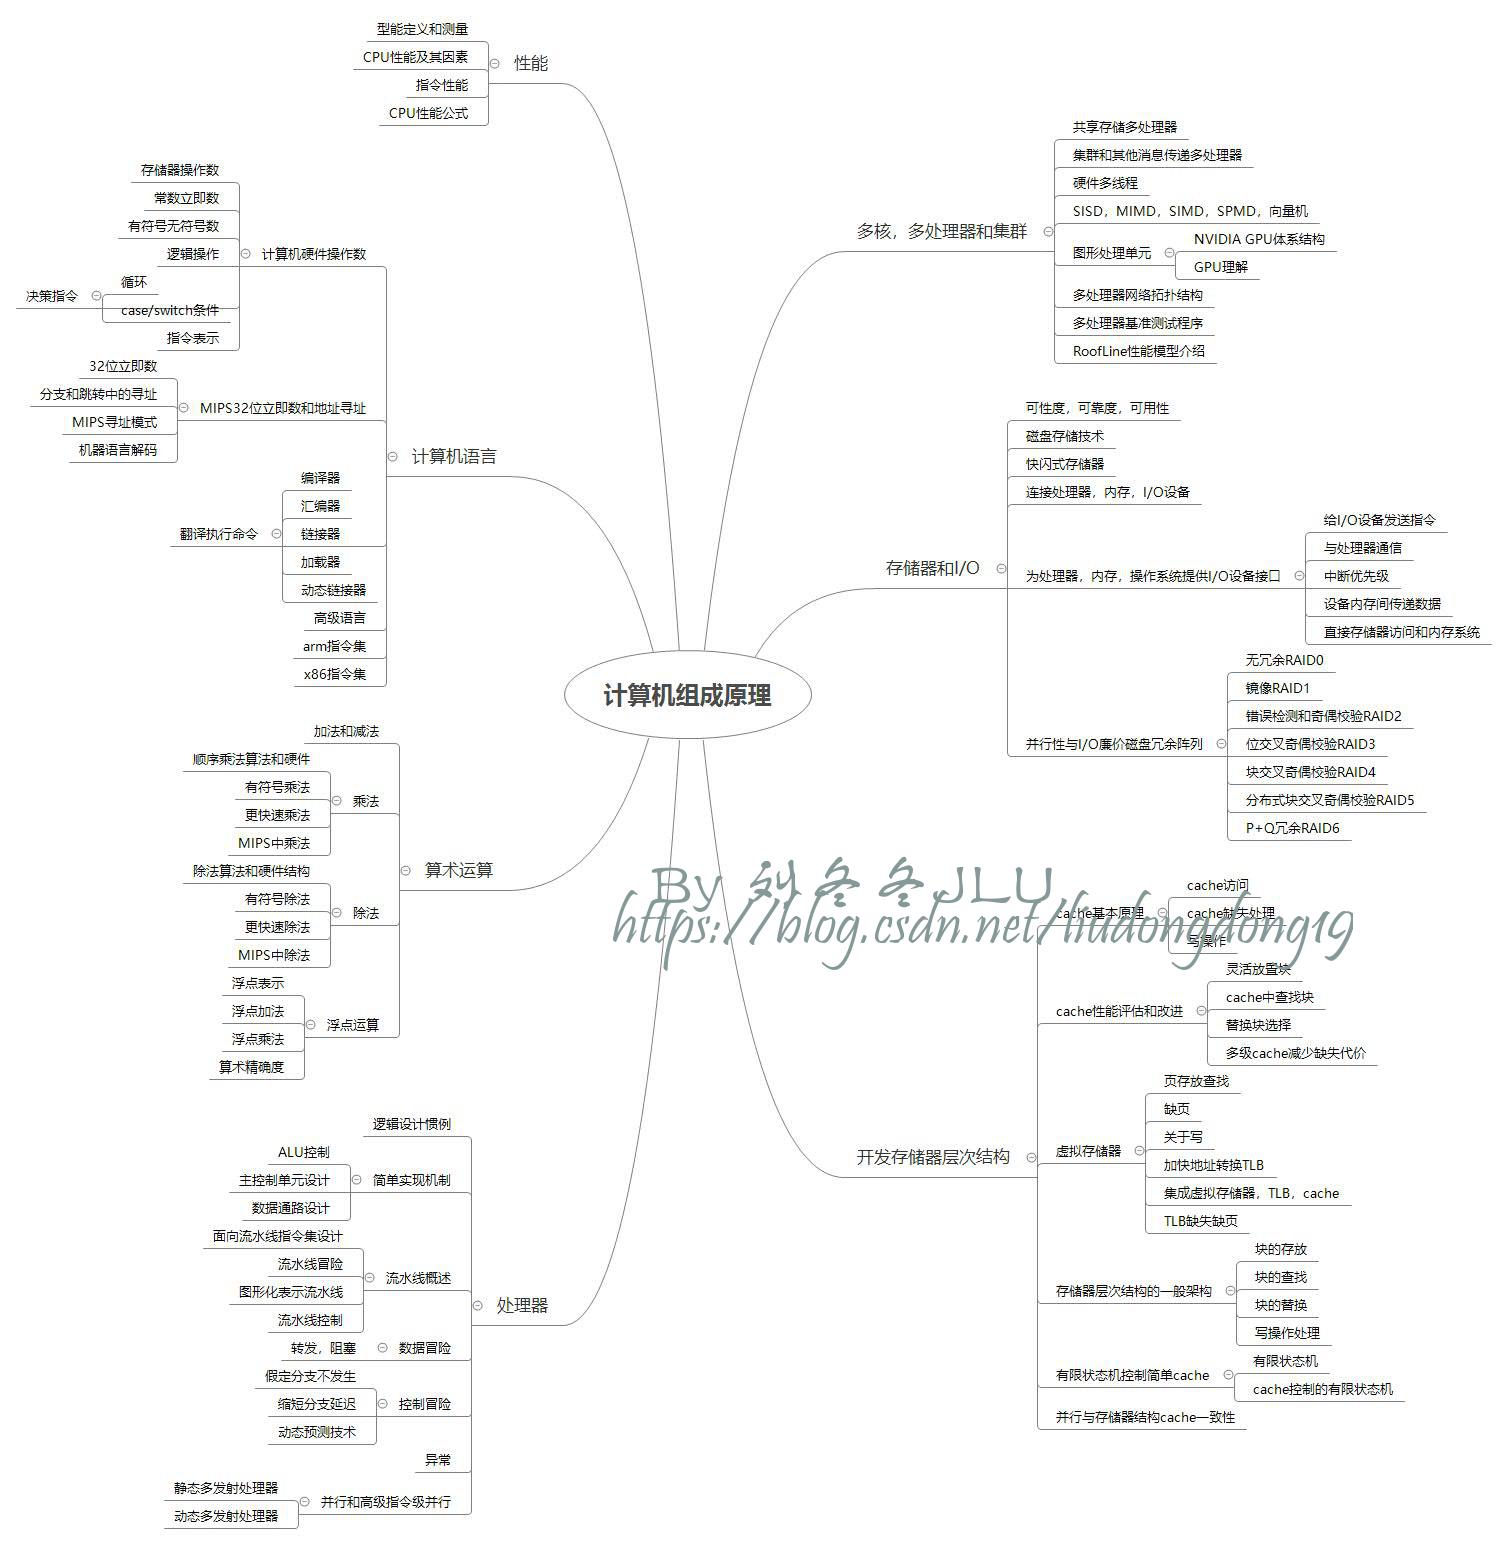 计算机组成原理
性能
型能定义和测量
CPU性能及其因素
指令性能
CPU性能公式
计算机语言
计算机硬件操作数
存储器操作数
常数立即数
有符号无符号数
逻辑操作
决策指令
循环
case/switch条件
指令表示
MIPS32位立即数和地址寻址
32位立即数
分支和跳转中的寻址
MIPS寻址模式
机器语言解码
翻译执行命令
编译器
汇编器
链接器
加载器
动态链接器
高级语言
arm指令集
x86指令集
算术运算
加法和减法
乘法
顺序乘法算法和硬件
有符号乘法
更快速乘法
MIPS中乘法
除法
除法算法和硬件结构
有符号除法
更快速除法
MIPS中除法
浮点运算
浮点表示
浮点加法
浮点乘法
算术精确度
处理器
逻辑设计惯例
简单实现机制
ALU控制
主控制单元设计
数据通路设计
流水线概述
面向流水线指令集设计
流水线冒险
图形化表示流水线
流水线控制
数据冒险
转发，阻塞
控制冒险
假定分支不发生
缩短分支延迟
动态预测技术
异常
并行和高级指令级并行
静态多发射处理器
动态多发射处理器
多核，多处理器和集群
共享存储多处理器
集群和其他消息传递多处理器
硬件多线程
SISD，MIMD，SIMD，SPMD，向量机
图形处理单元
NVIDIA GPU体系结构
GPU理解
多处理器网络拓扑结构
多处理器基准测试程序
RoofLine性能模型介绍
存储器和I/O
可性度，可靠度，可用性
磁盘存储技术
快闪式存储器
连接处理器，内存，I/O设备
为处理器，内存，操作系统提供I/O设备接口
给I/O设备发送指令
与处理器通信
中断优先级
设备内存间传递数据
直接存储器访问和内存系统
并行性与I/O廉价磁盘冗余阵列
无冗余RAID0
镜像RAID1
错误检测和奇偶校验RAID2
位交叉奇偶校验RAID3
块交叉奇偶校验RAID4
分布式块交叉奇偶校验RAID5
P+Q冗余RAID6
开发存储器层次结构
cache基本原理
cache访问
cache缺失处理
写操作
cache性能评估和改进
灵活放置块
cache中查找块
替换块选择
多级cache减少缺失代价
虚拟存储器
页存放查找
缺页
关于写
加快地址转换TLB
集成虚拟存储器，TLB，cache
TLB缺失缺页
存储器层次结构的一般架构
块的存放
块的查找
块的替换
写操作处理
有限状态机控制简单cache
有限状态机
cache控制的有限状态机
并行与存储器结构cache一致性
By 刘冬冬JLU
https://blog.csdn.net/liudongdong19